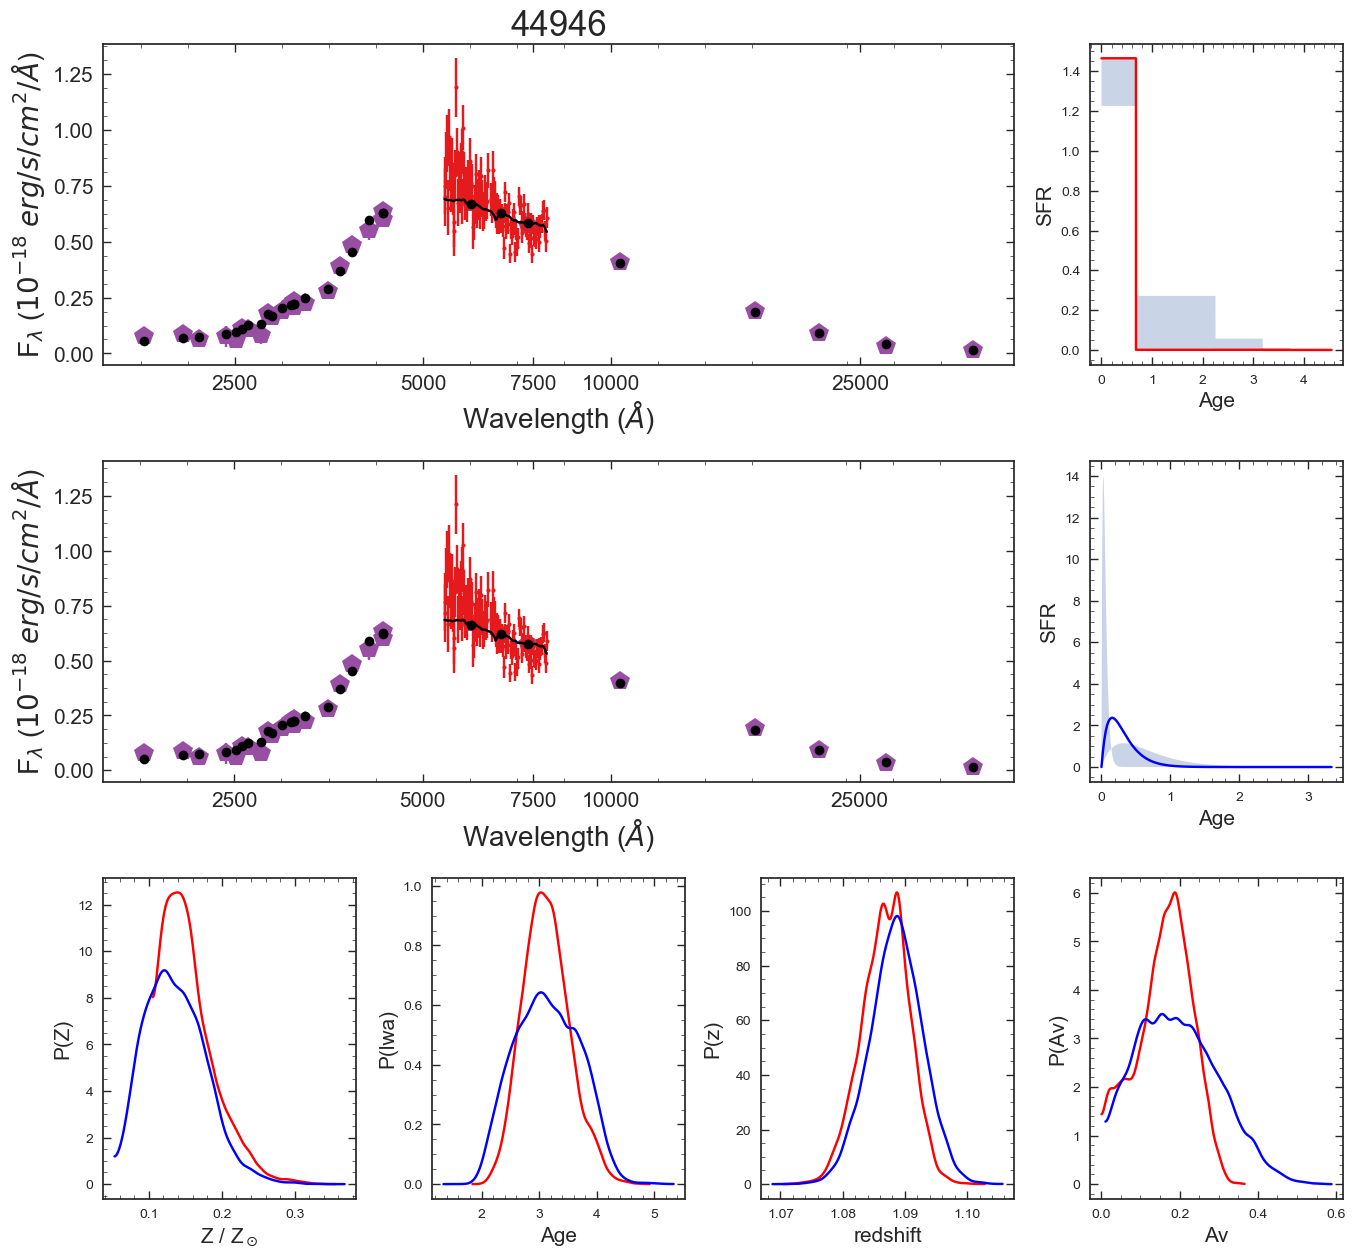 44946
F_λ (10^−18 erg/s/cm^2/Å)
1.25
1.00
0.75
0.50
0.25
0.00
2500 5000 7500 10000 25000
Wavelength (Å)
SFR
1.4
1.2
1.0
0.8
0.6
0.4
0.2
0.0
0 1 2 3 4
Age
F_λ (10^−18 erg/s/cm^2/Å)
1.25
1.00
0.75
0.50
0.25
0.00
2500 5000 7500 10000 25000
Wavelength (Å)
SFR
14
12
10
8
6
4
2
0
0 1 2 3
Age
P(Z)
12
10
8
6
4
2
0
0.1 0.2 0.3
Z / Z_⊙
P(lwa)
1.0
0.8
0.6
0.4
0.2
0.0
2 3 4 5
Age
P(z)
100
80
60
40
20
0
1.07 1.08 1.09 1.10
redshift
P(Av)
6
5
4
3
2
1
0
0.0 0.2 0.4 0.6
Av